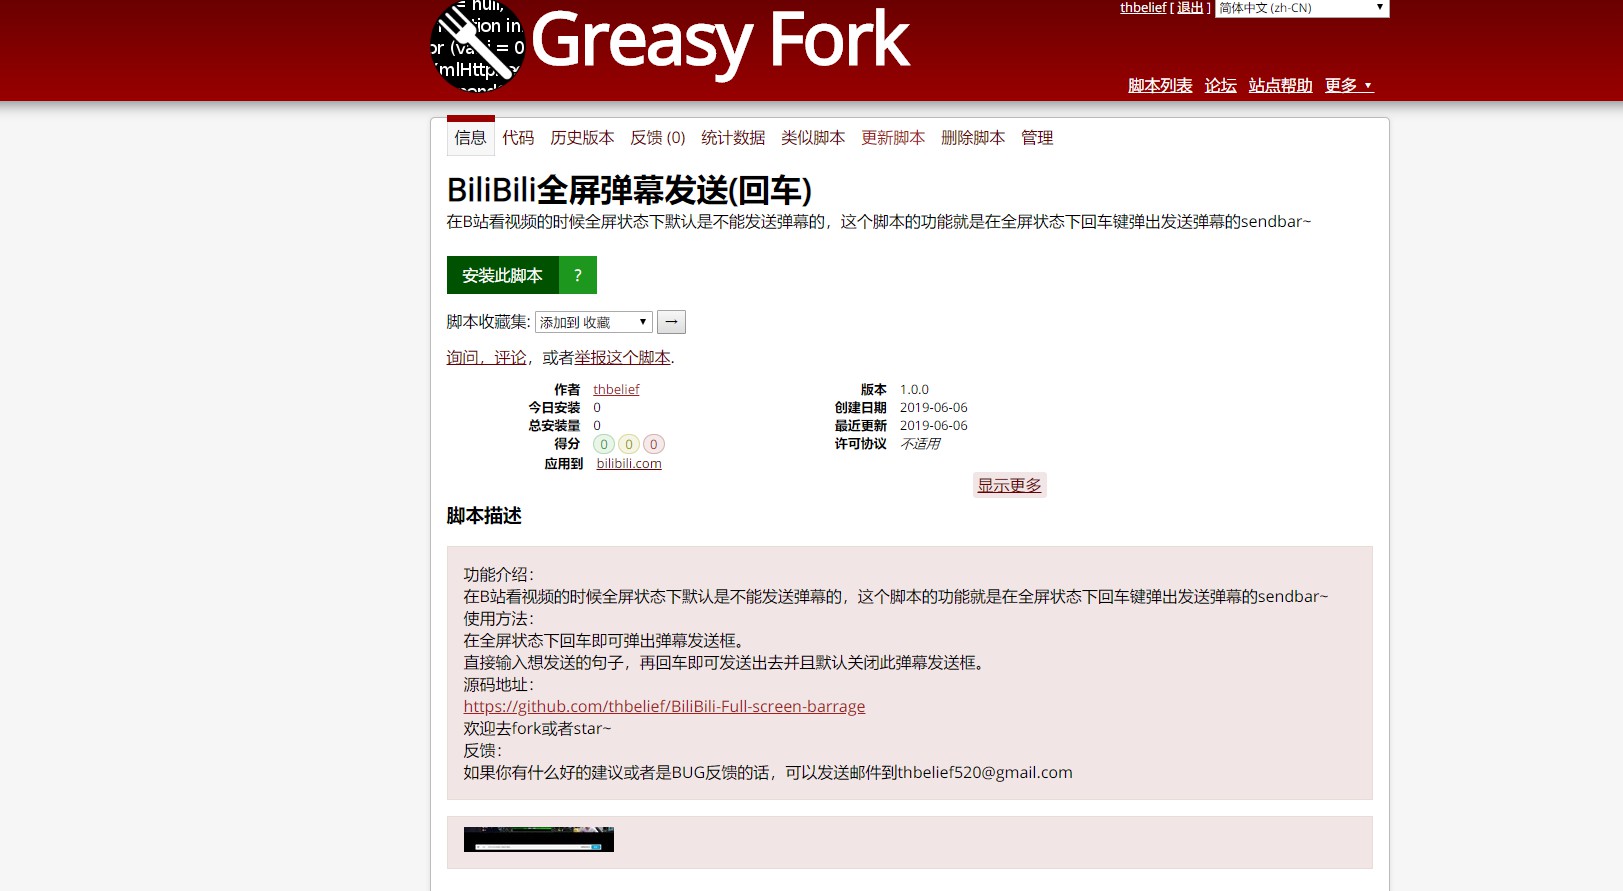 = null,
tion in
or (va i = 0
mlHttp
Greasy Fork
thbelief [ 退出 ] 简体中文 (zh-CN)
脚本列表 论坛 站点帮助 更多 ▼
信息 代码 历史版本 反馈 (0) 统计数据 类似脚本 更新脚本 删除脚本 管理
BiliBili全屏弹幕发送(回车)
在B站看视频的时候全屏状态下默认是不能发送弹幕的，这个脚本的功能就是在全屏状态下回车键弹出发送弹幕的sendbar~
安装此脚本 ?
脚本收藏集: 添加到 收藏 →
询问，评论，或者举报这个脚本.
作者 thbelief
今日安装 0
总安装量 0
得分 0 0 0
应用到 bilibili.com
版本 1.0.0
创建日期 2019-06-06
最近更新 2019-06-06
许可协议 不适用
显示更多
脚本描述
功能介绍：
在B站看视频的时候全屏状态下默认是不能发送弹幕的，这个脚本的功能就是在全屏状态下回车键弹出发送弹幕的sendbar~
使用方法：
在全屏状态下回车即可弹出弹幕发送框。
直接输入想发送的句子，再回车即可发送出去并且默认关闭此弹幕发送框。
源码地址：
https://github.com/thbelief/BiliBili-Full-screen-barrage
欢迎去fork或者star~
反馈：
如果你有什么好的建议或者是BUG反馈的话，可以发送邮件到thbelief520@gmail.com